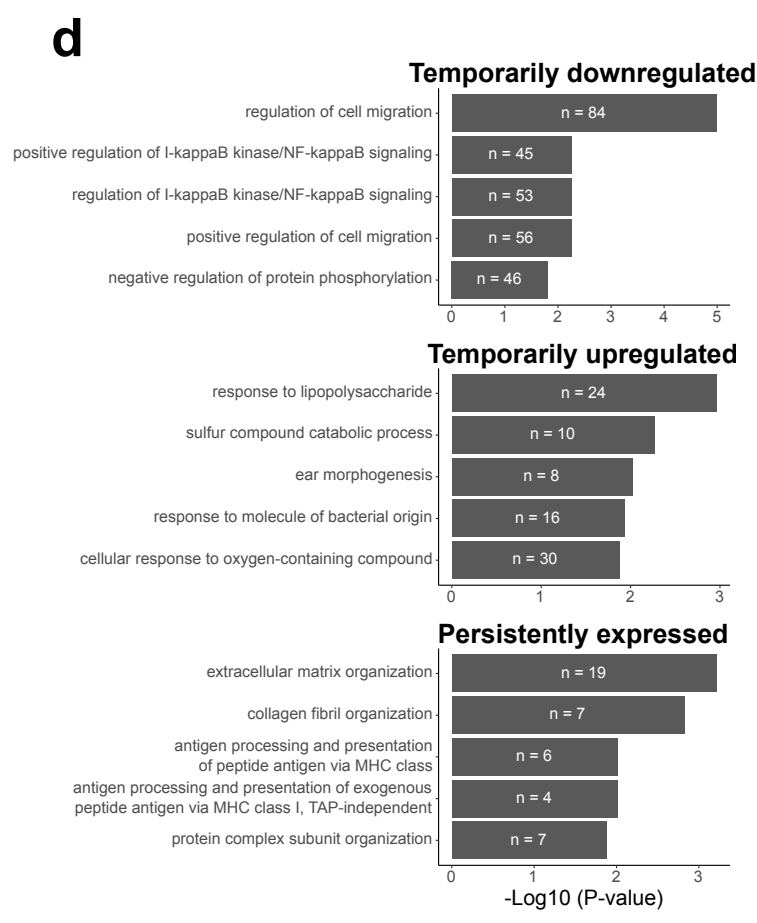 d
Temporarily downregulated
regulation of cell migration
n = 84
positive regulation of I-kappaB kinase/NF-kappaB signaling
n = 45
regulation of I-kappaB kinase/NF-kappaB signaling
n = 53
positive regulation of cell migration
n = 56
negative regulation of protein phosphorylation
n = 46
0 1 2 3 4 5
Temporarily upregulated
response to lipopolysaccharide
n = 24
sulfur compound catabolic process
n = 10
ear morphogenesis
n = 8
response to molecule of bacterial origin
n = 16
cellular response to oxygen-containing compound
n = 30
0 1 2 3
Persistently expressed
extracellular matrix organization
n = 19
collagen fibril organization
n = 7
antigen processing and presentation
of peptide antigen via MHC class
n = 6
antigen processing and presentation of exogenous
peptide antigen via MHC class I, TAP-independent
n = 4
protein complex subunit organization
n = 7
0 1 2 3
-Log10 (P-value)